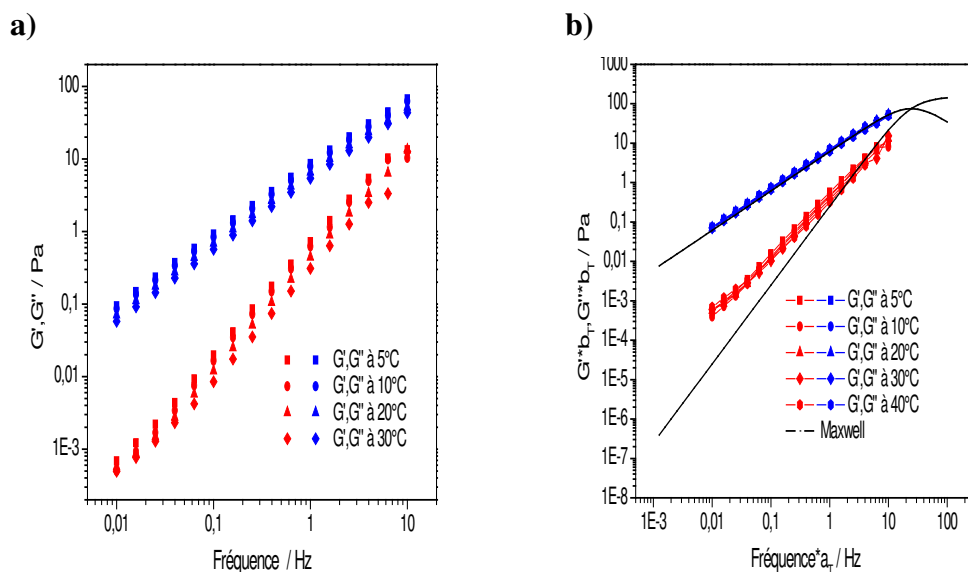 a)
100
10
1
0,1
0,01
1E-3
G',G'' / Pa
G',G'' à 5°C
G',G'' à 10°C
G',G'' à 20°C
G',G'' à 30°C
0,01
0,1
1
10
Fréquence / Hz
b)
1000
100
10
1
0,1
0,01
1E-3
1E-4
1E-5
1E-6
1E-7
1E-8
G'*b_T,G''*b_T / Pa
G',G'' à 5°C
G',G'' à 10°C
G',G'' à 20°C
G',G'' à 30°C
G',G'' à 40°C
Maxwell
1E-3
0,01
0,1
1
10
100
Fréquence*a_T / Hz